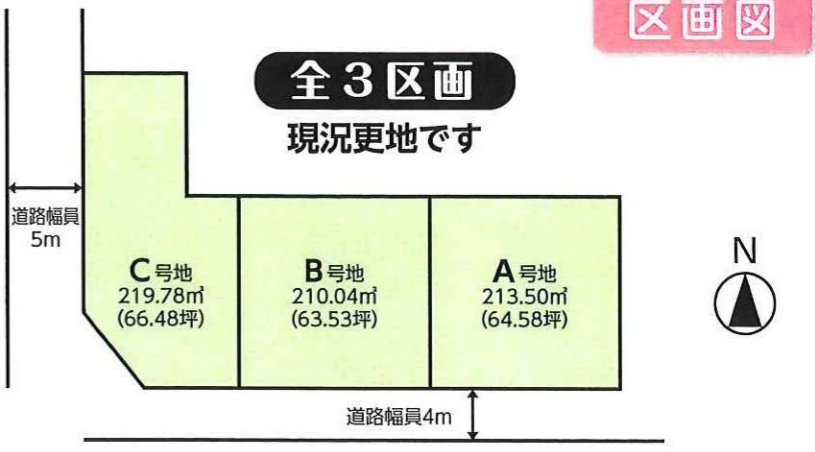 区画図
全3区画
現況更地です
道路幅員
5m
C号地
219.78㎡
(66.48坪)
B号地
210.04㎡
(63.53坪)
A号地
213.50㎡
(64.58坪)
N
道路幅員4m